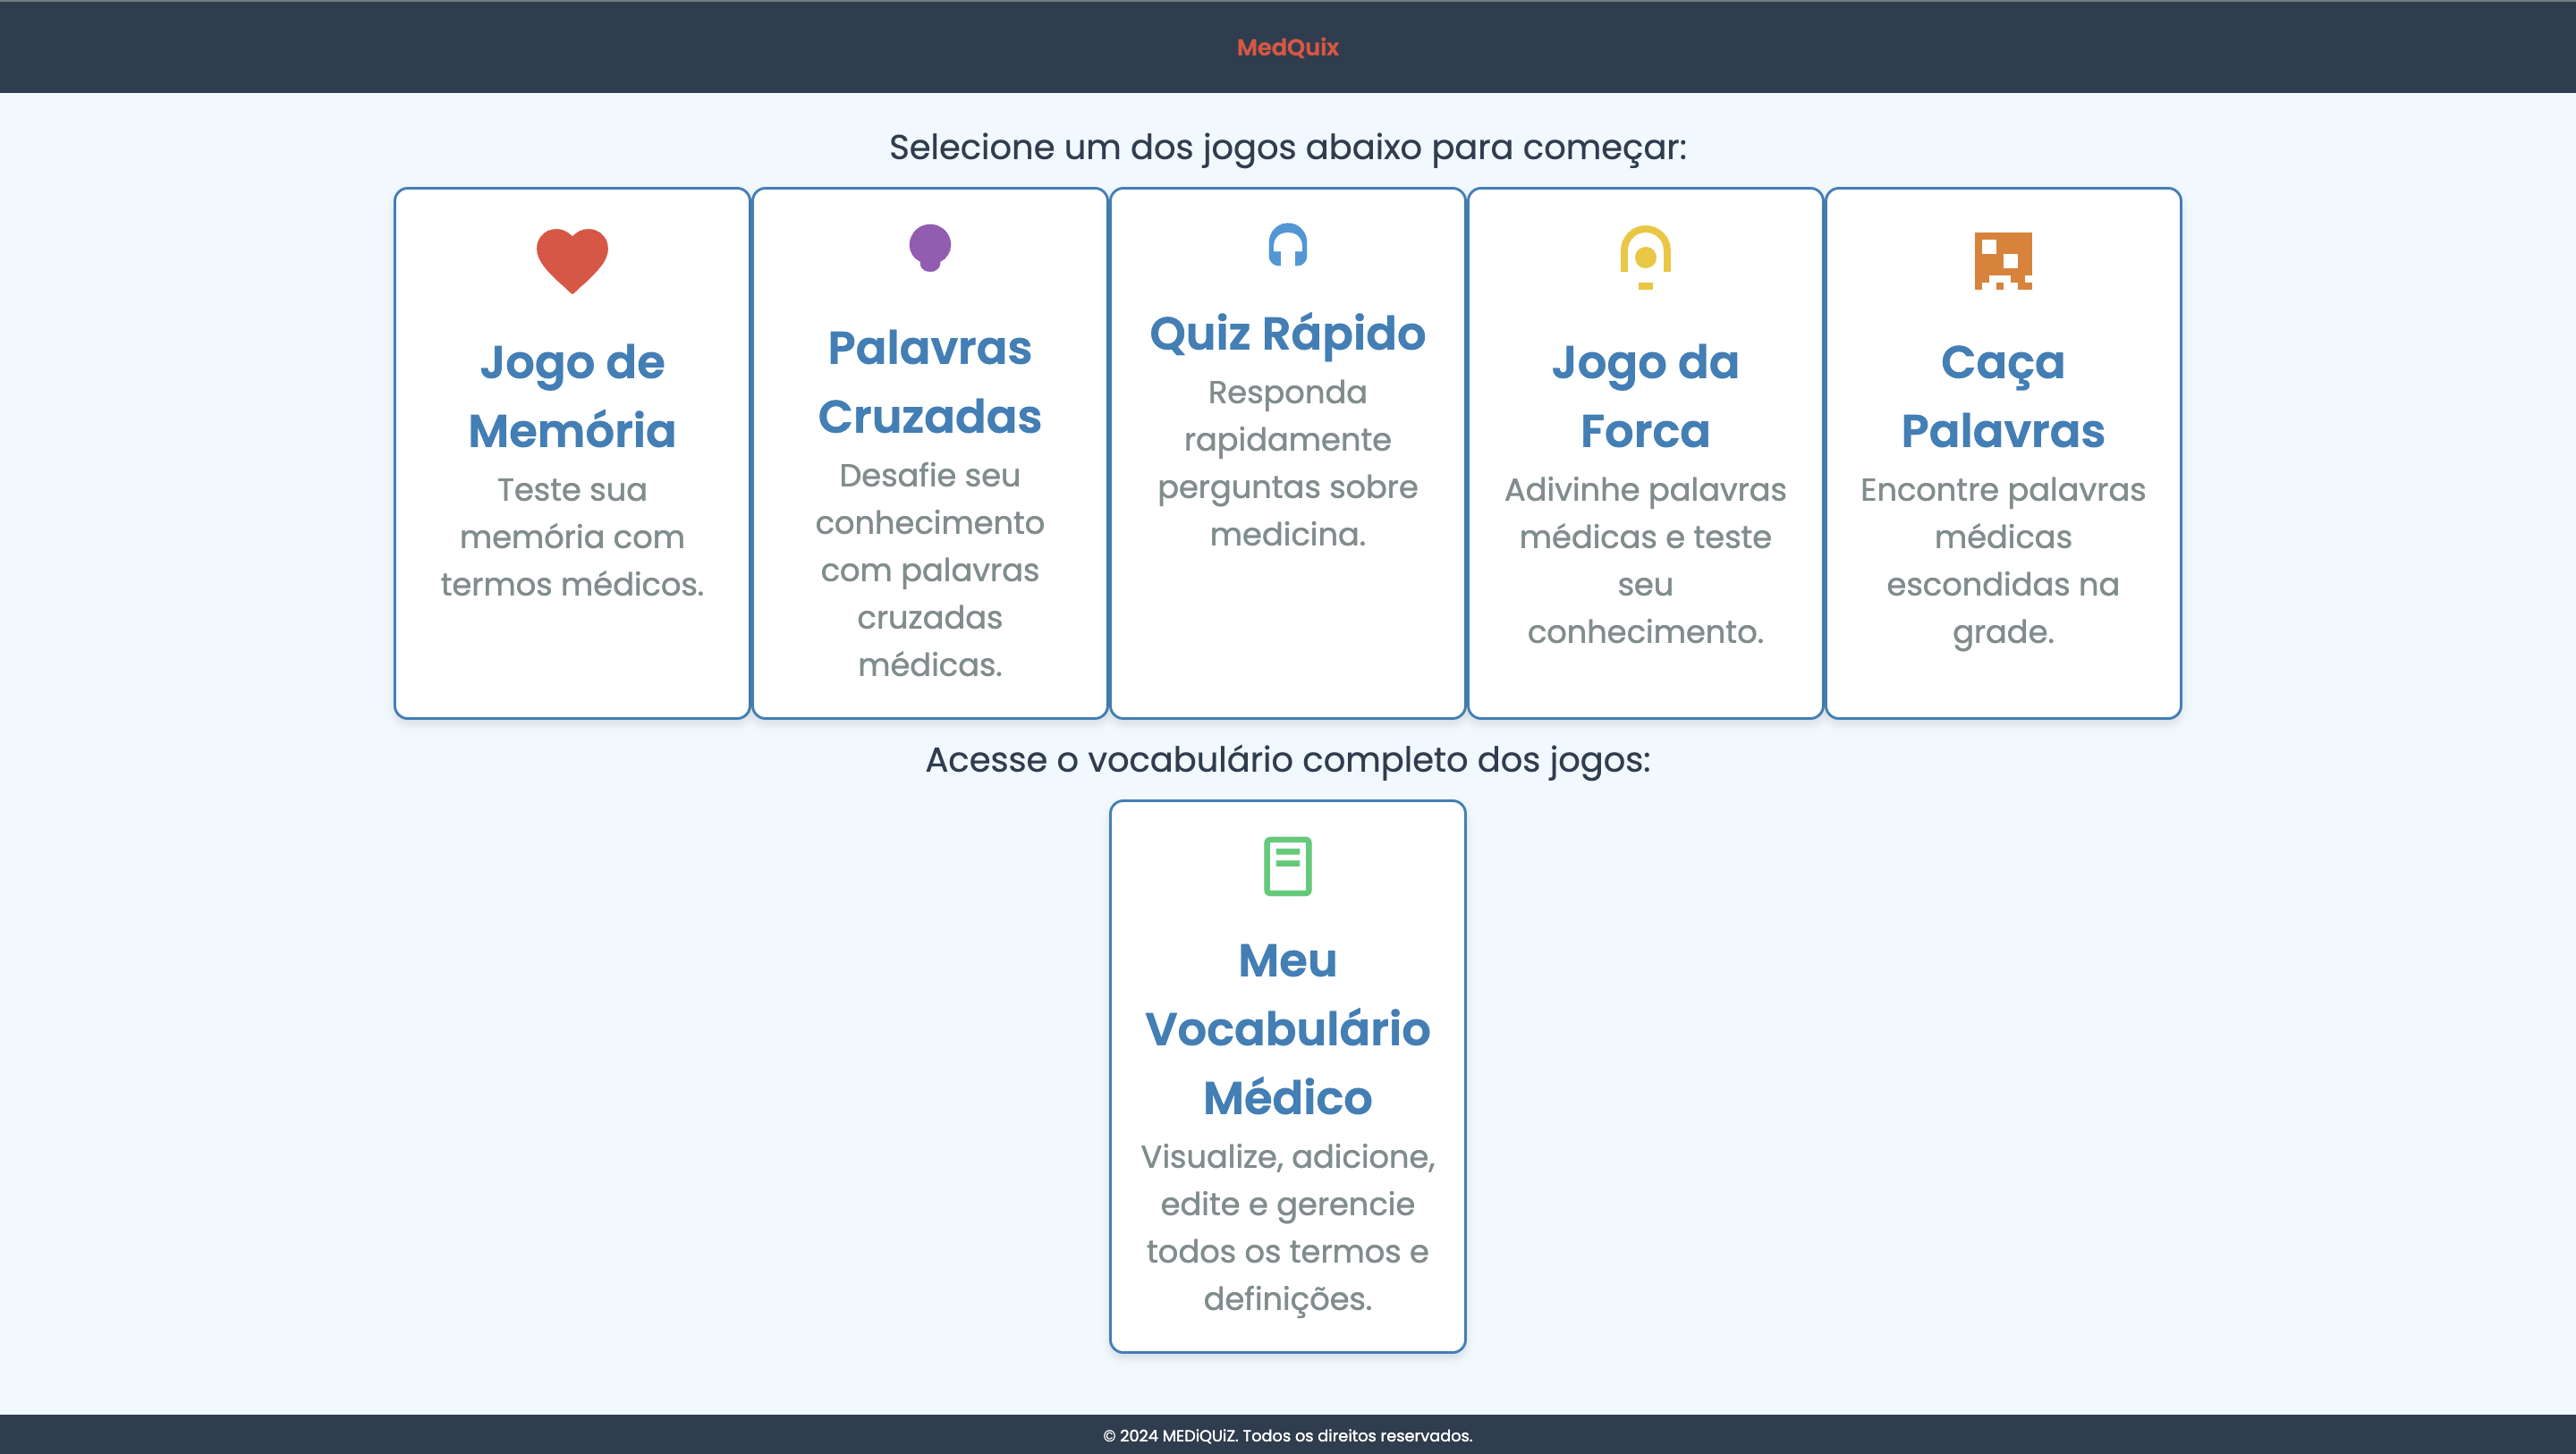 MedQuix
Selecione um dos jogos abaixo para começar:
Jogo de
Memória
Teste sua
memória com
termos médicos.
Palavras
Cruzadas
Desafie seu
conhecimento
com palavras
cruzadas
médicas.
Quiz Rápido
Responda
rapidamente
perguntas sobre
medicina.
Jogo da
Forca
Adivinhe palavras
médicas e teste
seu
conhecimento.
Caça
Palavras
Encontre palavras
médicas
escondidas na
grade.
Acesse o vocabulário completo dos jogos:
Meu
Vocabulário
Médico
Visualize, adicione,
edite e gerencie
todos os termos e
definições.
© 2024 MEDiQUiZ. Todos os direitos reservados.